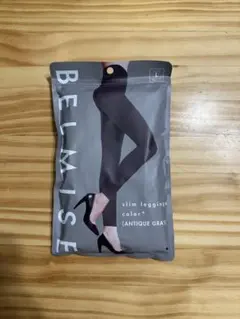 BELMISE
L
slim leggings
color⁺
[ANTIQUE GRAY]